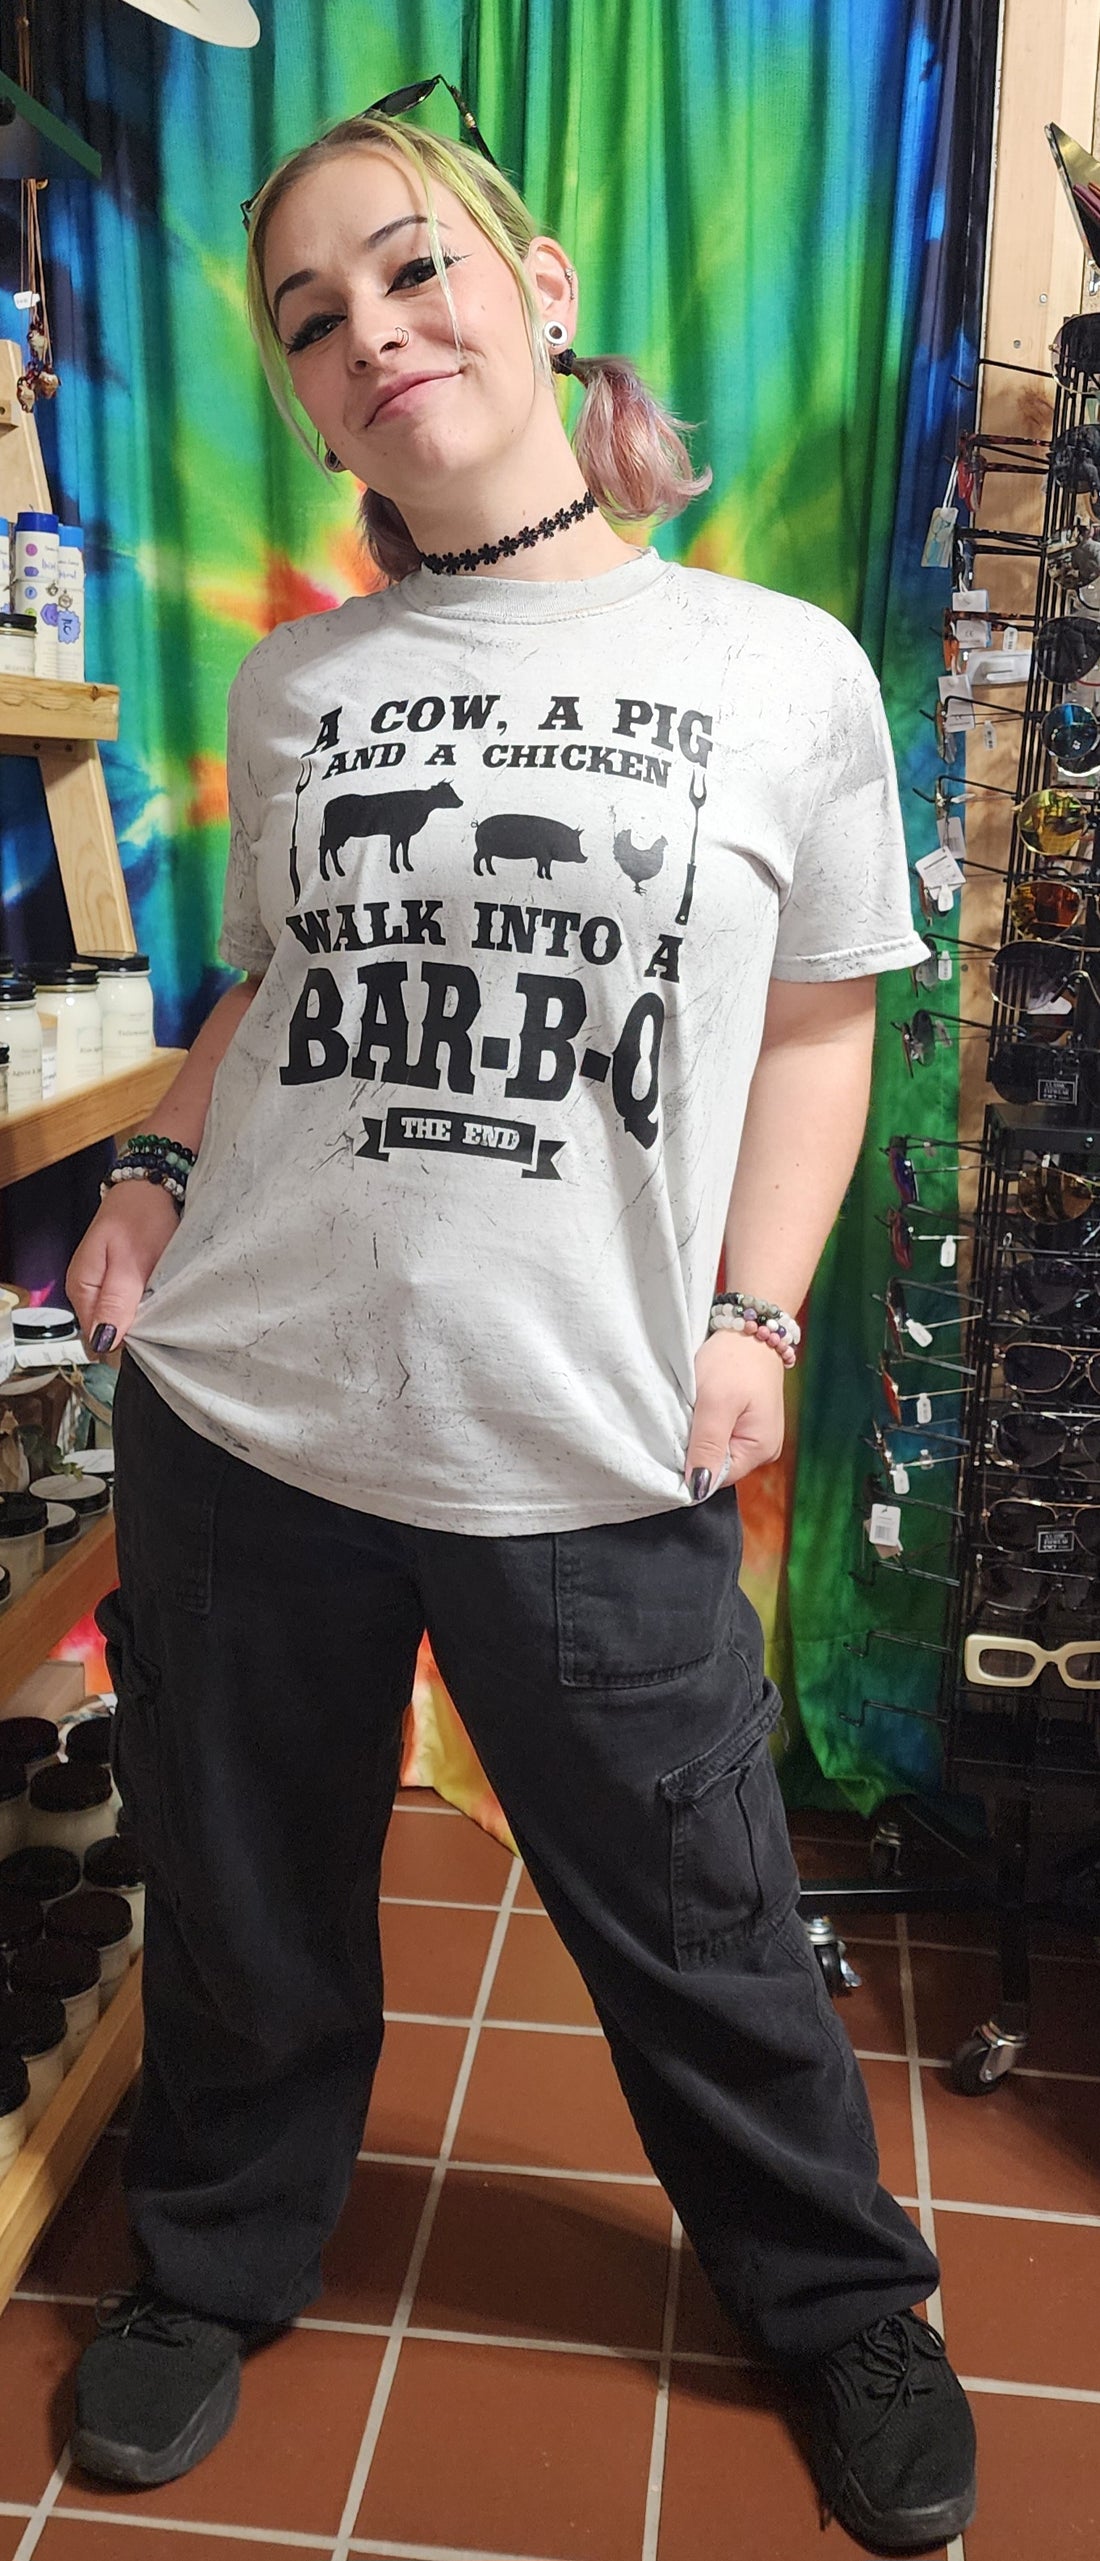 A COW, A PIG
AND A CHICKEN
WALK INTO A
BAR-B-Q
THE END